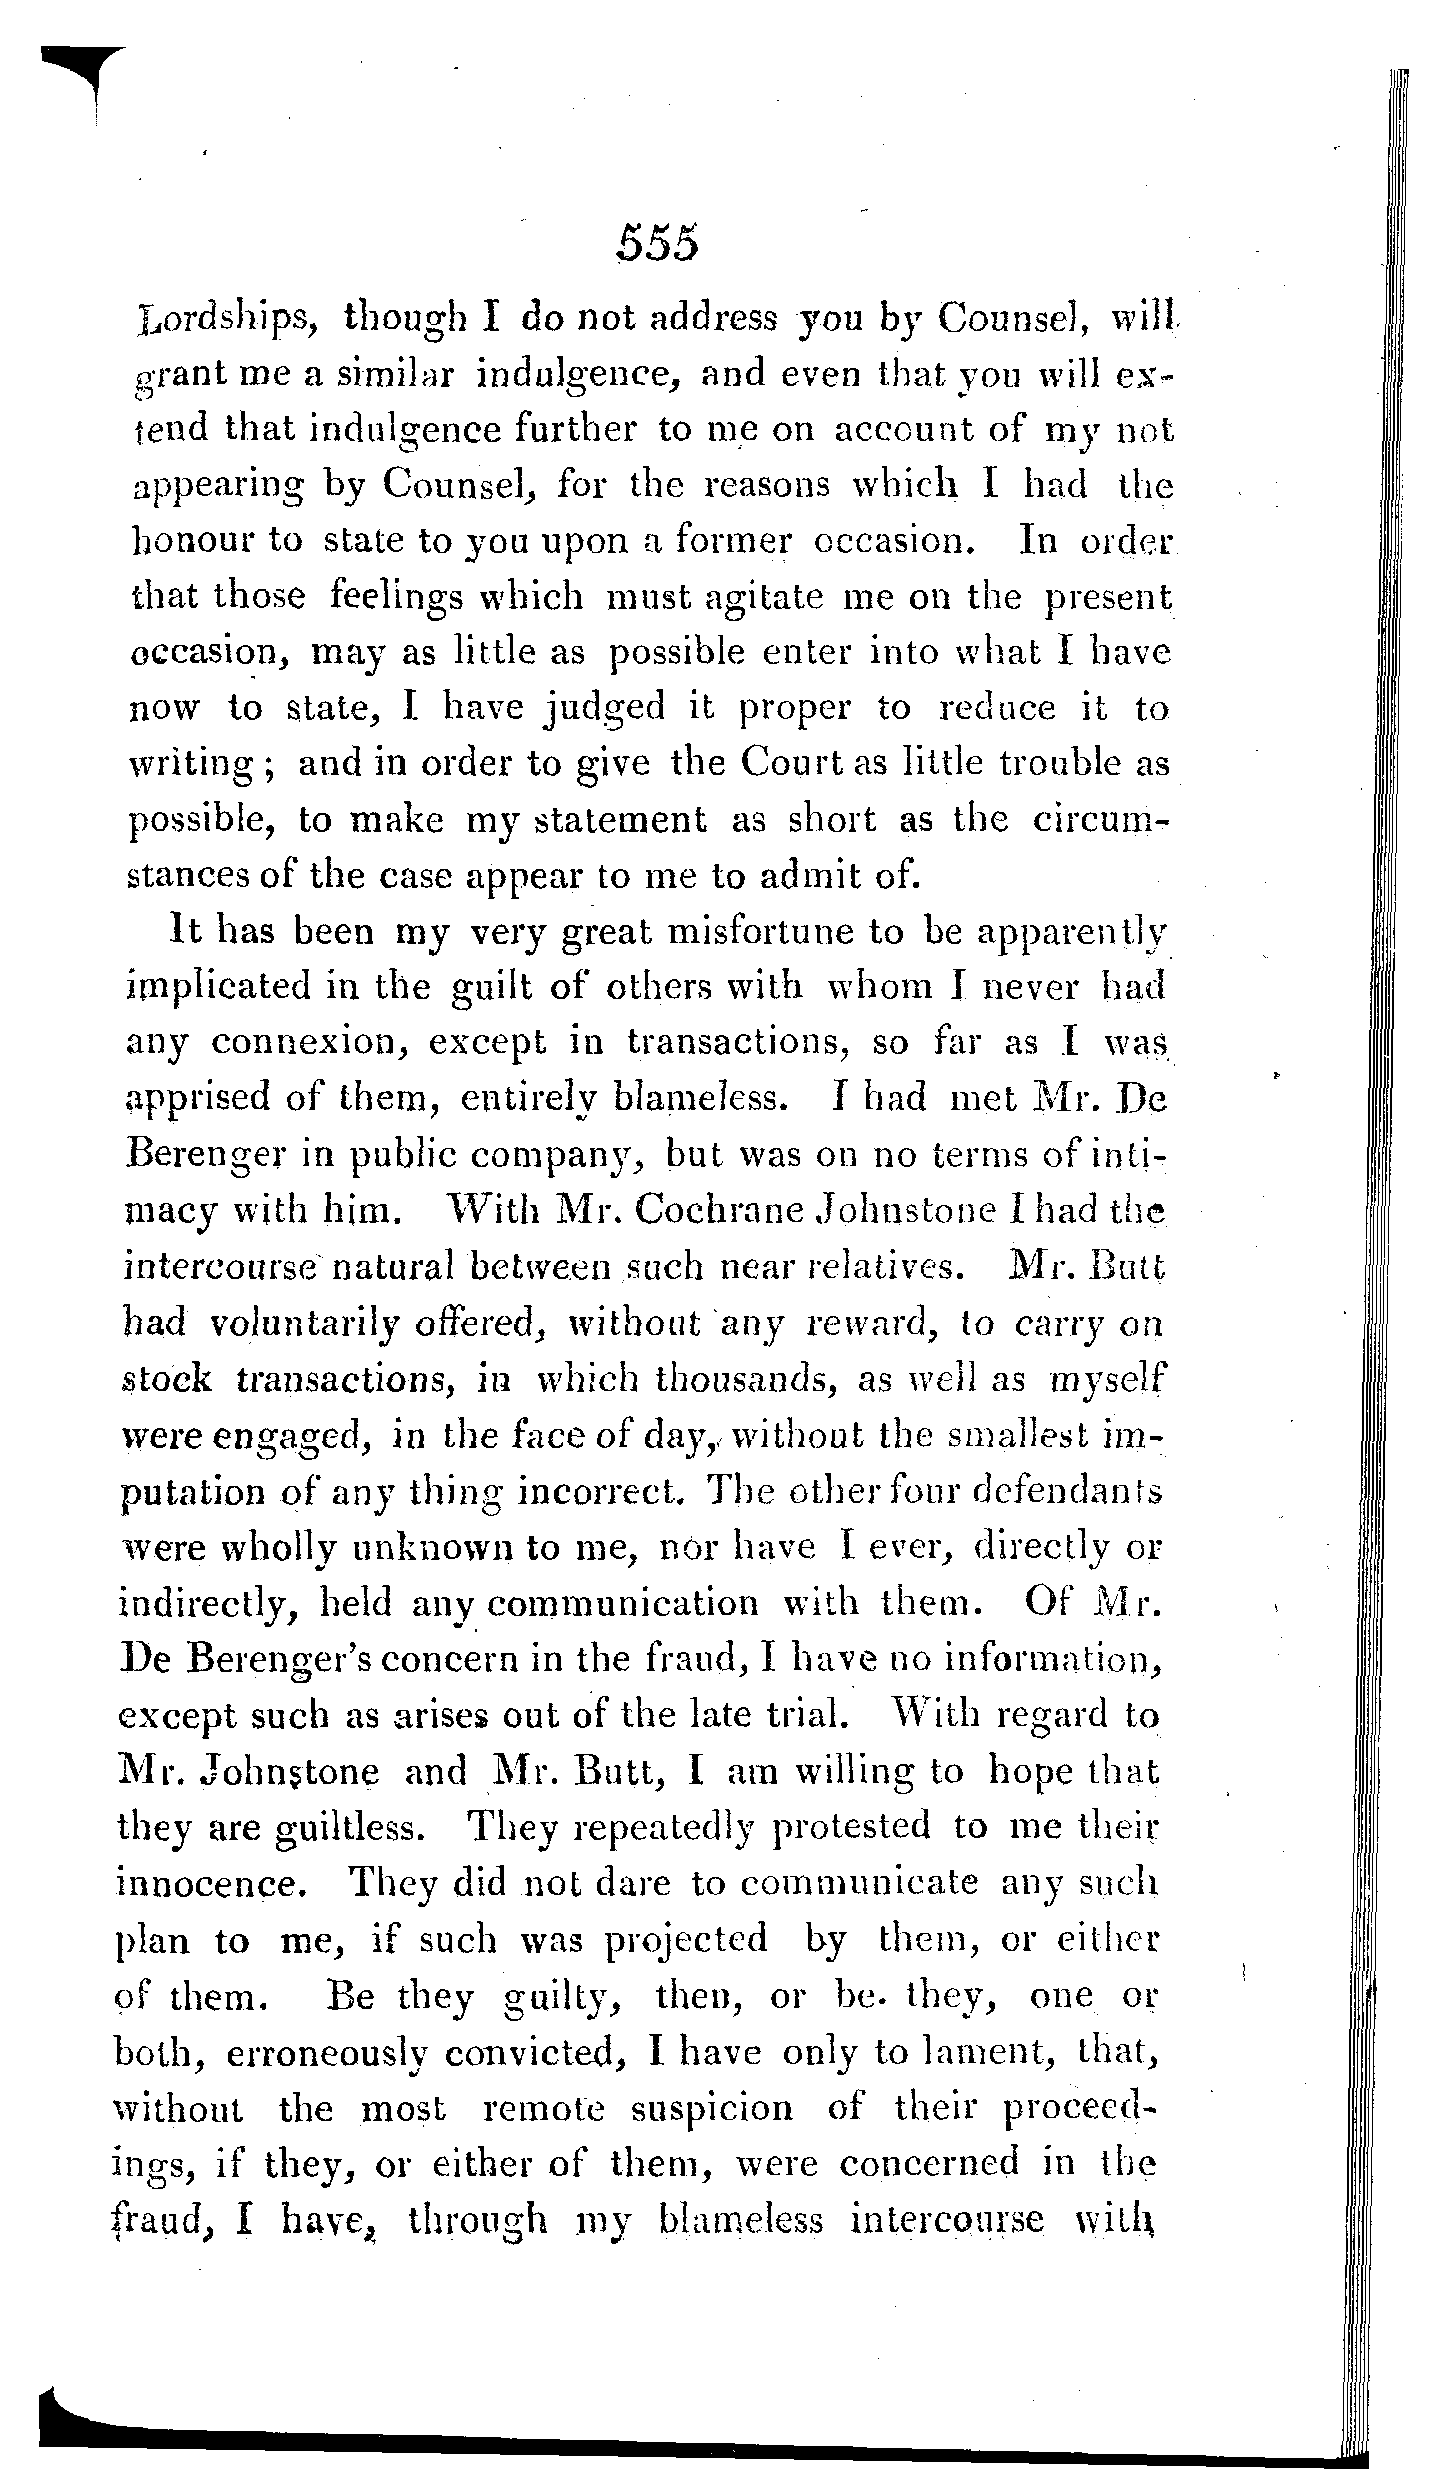 555
Lordships, though I do not address you by Counsel, will
grant me a similar indulgence, and even that you will ex-
tend that indulgence further to me on account of my not
appearing by Counsel, for the reasons which I had the
honour to state to you upon a former occasion. In order
that those feelings which must agitate me on the present
occasion, may as little as possible enter into what I have
now to state, I have judged it proper to reduce it to
writing; and in order to give the Court as little trouble as
possible, to make my statement as short as the circum-
stances of the case appear to me to admit of.
It has been my very great misfortune to be apparently
implicated in the guilt of others with whom I never had
any connexion, except in transactions, so far as I was
apprised of them, entirely blameless. I had met Mr. De
Berenger in public company, but was on no terms of inti-
macy with him. With Mr. Cochrane Johnstone I had the
intercourse natural between such near relatives. Mr. Butt
had voluntarily offered, without any reward, to carry on
stock transactions, in which thousands, as well as myself
were engaged, in the face of day, without the smallest im-
putation of any thing incorrect. The other four defendants
were wholly unknown to me, nor have I ever, directly or
indirectly, held any communication with them. Of Mr.
De Berenger's concern in the fraud, I have no information,
except such as arises out of the late trial. With regard to
Mr. Johnstone and Mr. Butt, I am willing to hope that
they are guiltless. They repeatedly protested to me their
innocence. They did not dare to communicate any such
plan to me, if such was projected by them, or either
of them. Be they guilty, then, or be. they, one or
both, erroneously convicted, I have only to lament, that,
without the most remote suspicion of their proceed-
ings, if they, or either of them, were concerned in the
fraud, I have, through my blameless intercourse with